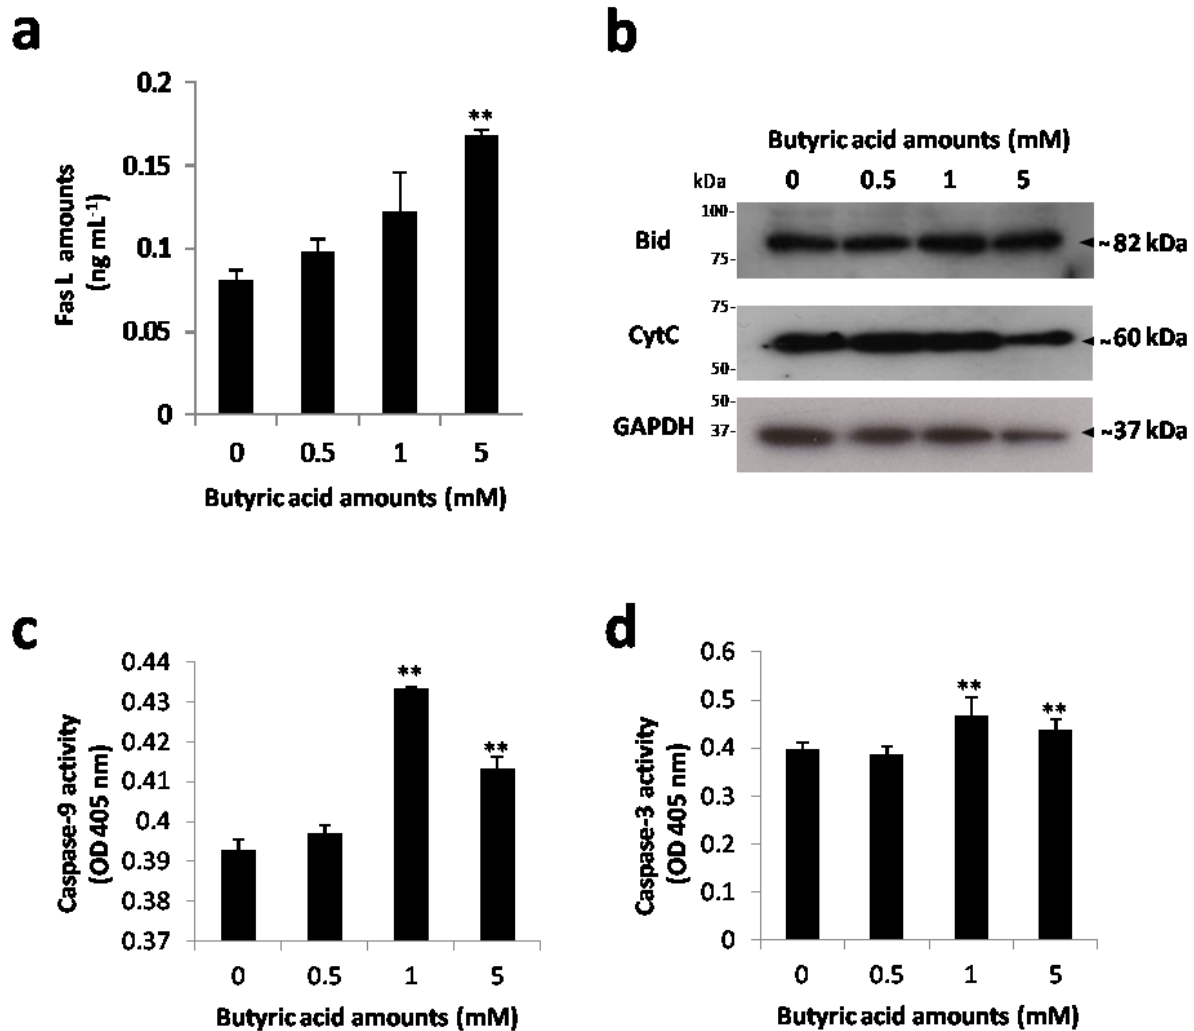 a
0.2
0.15
0.1
0.05
0
Fas L amounts
(ng mL-1)
**
0 0.5 1 5
Butyric acid amounts (mM)
b
Butyric acid amounts (mM)
kDa 0 0.5 1 5
100-
Bid ~82 kDa
75-
75-
CytC ~60 kDa
50-
50-
GAPDH 37- ~37 kDa
c
0.44
0.43
0.42
0.41
0.4
0.39
0.38
0.37
Caspase-9 activity
(OD 405 nm)
**
**
0 0.5 1 5
Butyric acid amounts (mM)
d
0.6
0.5
0.4
0.3
0.2
0.1
0
Caspase-3 activity
(OD 405 nm)
**
**
0 0.5 1 5
Butyric acid amounts (mM)